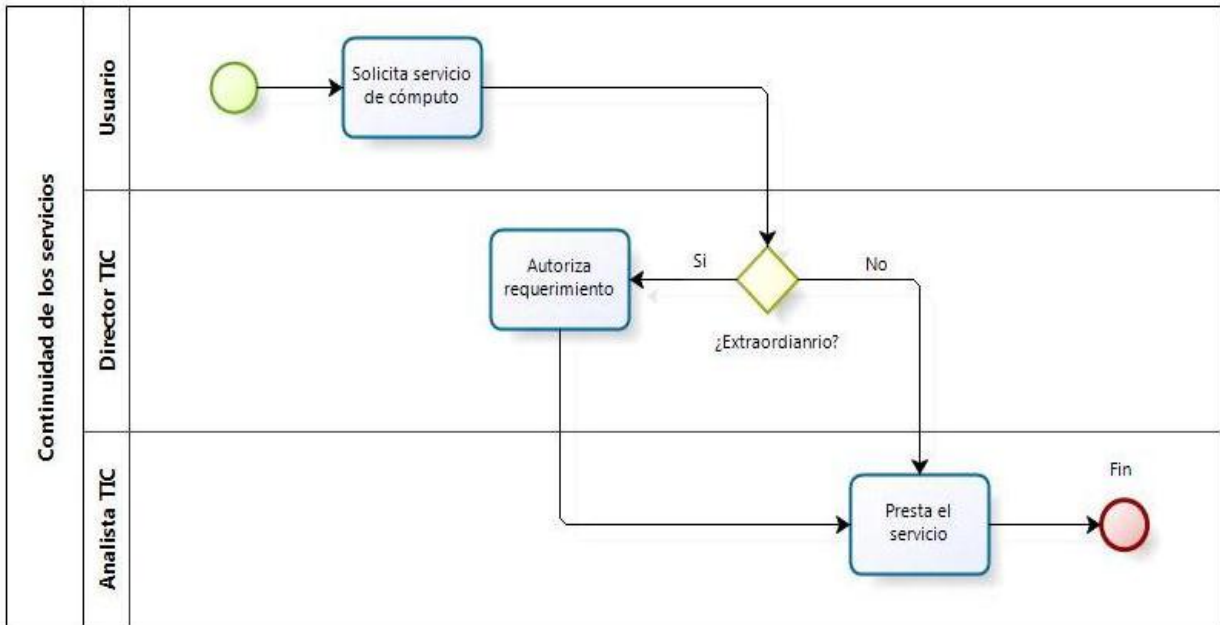 Continuidad de los servicios
Usuario
Solicita servicio
de cómputo
Director TIC
Autoriza
requerimiento
Si
No
¿Extraordianrio?
Analista TIC
Presta el
servicio
Fin